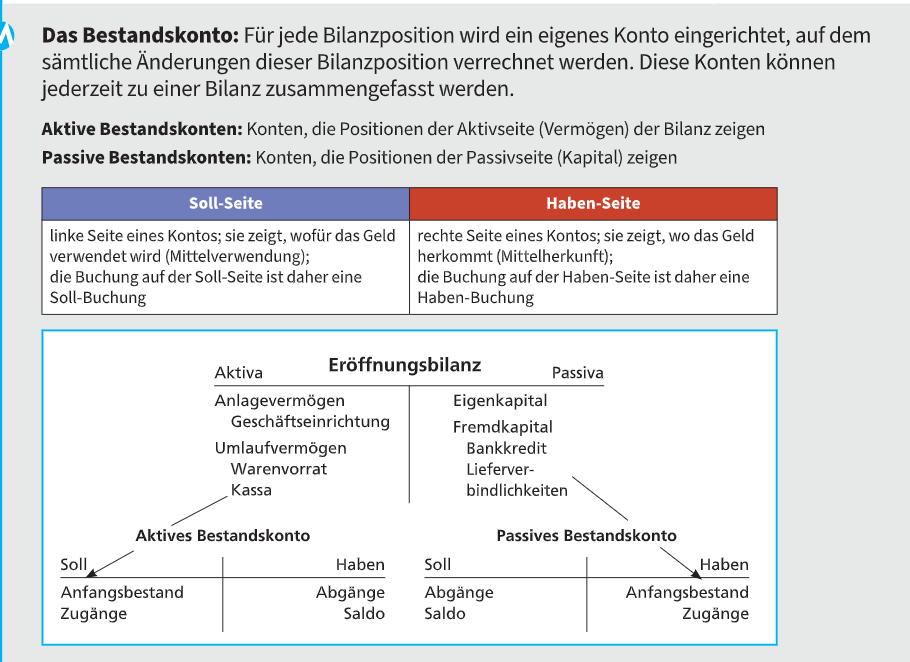 Das Bestandskonto: Für jede Bilanzposition wird ein eigenes Konto eingerichtet, auf dem
sämtliche Änderungen dieser Bilanzposition verrechnet werden. Diese Konten können
jederzeit zu einer Bilanz zusammengefasst werden.
Aktive Bestandskonten: Konten, die Positionen der Aktivseite (Vermögen) der Bilanz zeigen
Passive Bestandskonten: Konten, die Positionen der Passivseite (Kapital) zeigen
Soll-Seite
linke Seite eines Kontos; sie zeigt, wofür das Geld
verwendet wird (Mittelverwendung);
die Buchung auf der Soll-Seite ist daher eine
Soll-Buchung
Haben-Seite
rechte Seite eines Kontos; sie zeigt, wo das Geld
herkommt (Mittelherkunft);
die Buchung auf der Haben-Seite ist daher eine
Haben-Buchung
Aktiva Eröffnungsbilanz Passiva
Anlagevermögen
Geschäftseinrichtung
Umlaufvermögen
Warenvorrat
Kassa
Eigenkapital
Fremdkapital
Bankkredit
Lieferver-
bindlichkeiten
Aktives Bestandskonto
Soll Haben
Anfangsbestand Abgänge
Zugänge Saldo
Passives Bestandskonto
Soll Haben
Abgänge Anfangsbestand
Saldo Zugänge